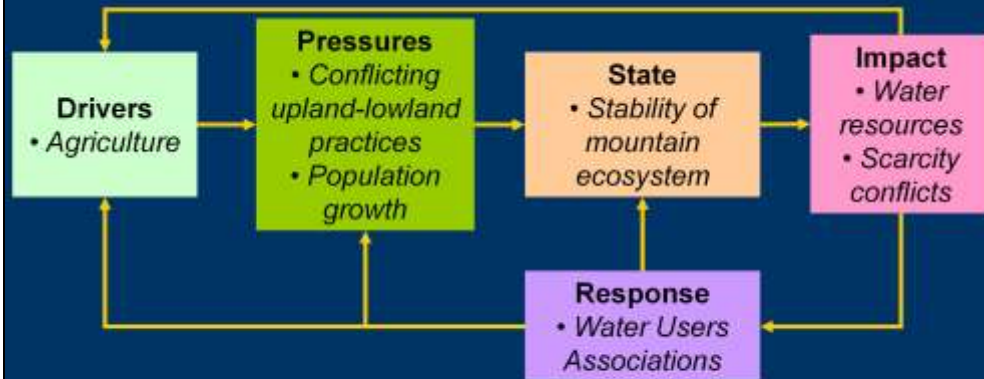 Drivers
• Agriculture
Pressures
• Conflicting
upland-lowland
practices
• Population
growth
State
• Stability of
mountain
ecosystem
Impact
• Water
resources
• Scarcity
conflicts
Response
• Water Users
Associations